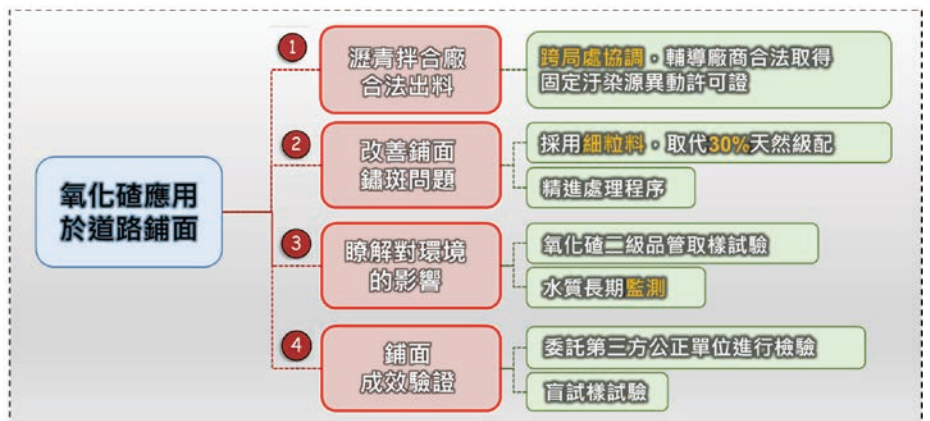 氧化碴應用
於道路鋪面
1
瀝青拌合廠
合法出料
跨局處協調，輔導廠商合法取得
固定汙染源異動許可證
2
改善鋪面
鏽斑問題
採用細粒料，取代30%天然級配
精進處理程序
3
瞭解對環境
的影響
氧化碴二級品管取樣試驗
水質長期監測
4
鋪面
成效驗證
委託第三方公正單位進行檢驗
盲試樣試驗